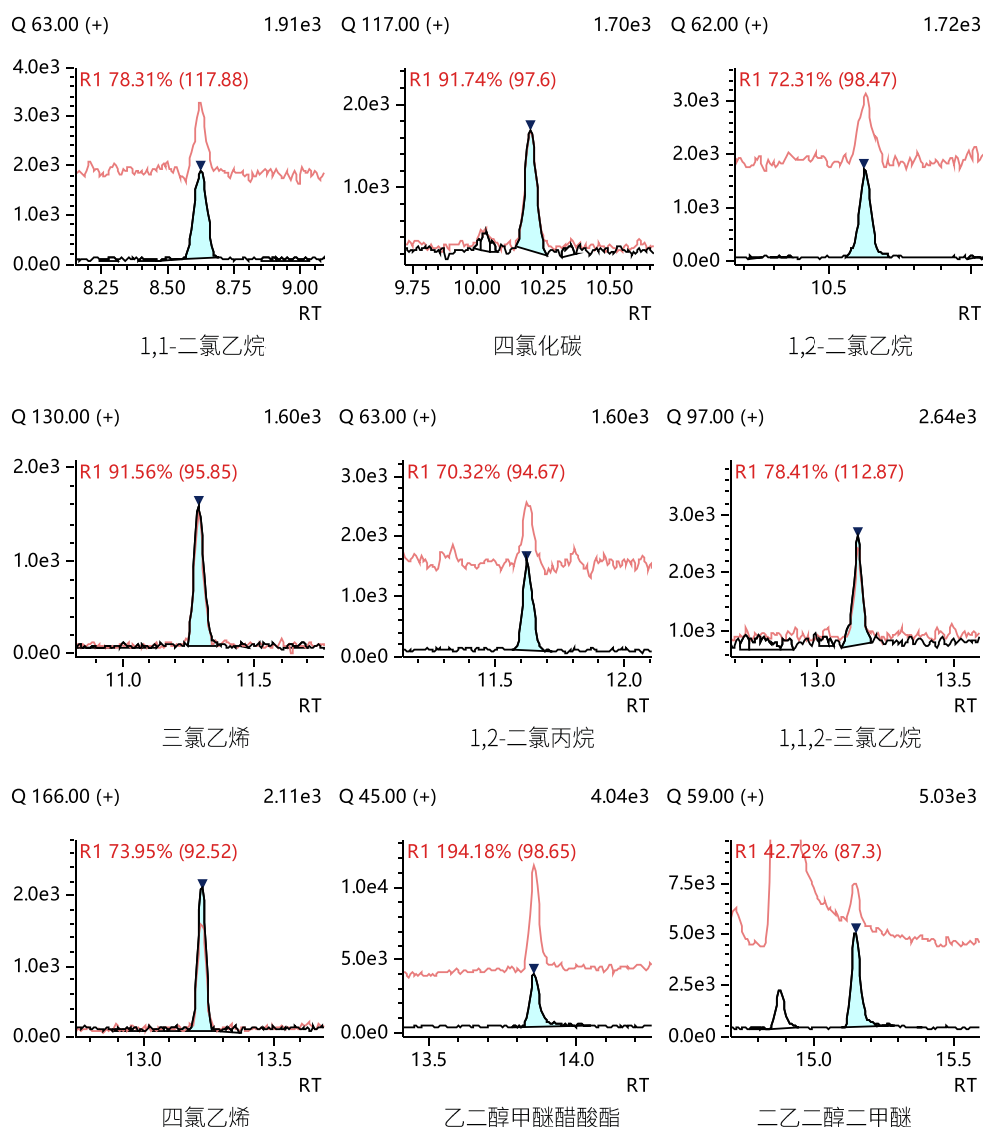 Q 63.00 (+) 1.91e3
R1 78.31% (117.88)
4.0e3
3.0e3
2.0e3
1.0e3
0.0e0
8.25 8.50 8.75 9.00
RT
1,1-二氯乙烷
Q 117.00 (+) 1.70e3
R1 91.74% (97.6)
2.0e3
1.0e3
9.75 10.00 10.25 10.50
RT
四氯化碳
Q 62.00 (+) 1.72e3
R1 72.31% (98.47)
3.0e3
2.0e3
1.0e3
0.0e0
10.5
RT
1,2-二氯乙烷
Q 130.00 (+) 1.60e3
R1 91.56% (95.85)
2.0e3
1.0e3
0.0e0
11.0 11.5
RT
三氯乙烯
Q 63.00 (+) 1.60e3
R1 70.32% (94.67)
3.0e3
2.0e3
1.0e3
0.0e0
11.5 12.0
RT
1,2-二氯丙烷
Q 97.00 (+) 2.64e3
R1 78.41% (112.87)
3.0e3
2.0e3
1.0e3
13.0 13.5
RT
1,1,2-三氯乙烷
Q 166.00 (+) 2.11e3
R1 73.95% (92.52)
2.0e3
1.0e3
0.0e0
13.0 13.5
RT
四氯乙烯
Q 45.00 (+) 4.04e3
R1 194.18% (98.65)
1.0e4
5.0e3
0.0e0
13.5 14.0
RT
乙二醇甲醚醋酸酯
Q 59.00 (+) 5.03e3
R1 42.72% (87.3)
7.5e3
5.0e3
2.5e3
0.0e0
15.0 15.5
RT
二乙二醇二甲醚